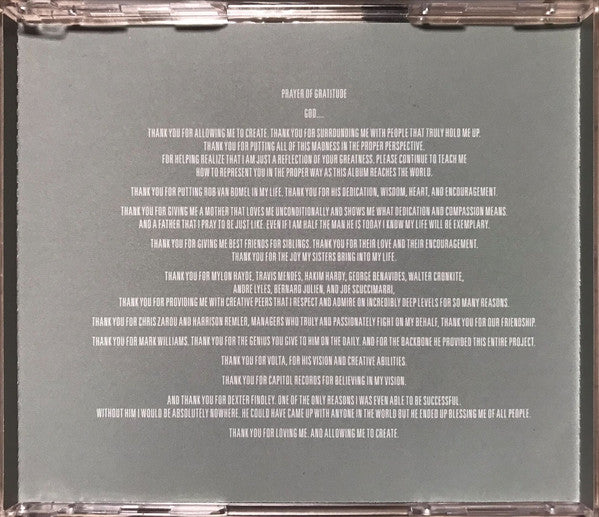 PRAYER OF GRATITUDE
GOD....
THANK YOU FOR ALLOWING ME TO CREATE. THANK YOU FOR SURROUNDING ME WITH PEOPLE THAT TRULY HOLD ME UP.
THANK YOU FOR PUTTING ALL OF THIS MADNESS IN THE PROPER PERSPECTIVE.
FOR HELPING REALIZE THAT I AM JUST A REFLECTION OF YOUR GREATNESS. PLEASE CONTINUE TO TEACH ME
HOW TO REPRESENT YOU IN THE PROPER WAY AS THIS ALBUM REACHES THE WORLD.
THANK YOU FOR PUTTING ROB VAN BOMEL IN MY LIFE. THANK YOU FOR HIS DEDICATION, WISDOM, HEART, AND ENCOURAGEMENT.
THANK YOU FOR GIVING ME A MOTHER THAT LOVES ME UNCONDITIONALLY AND SHOWS ME WHAT DEDICATION AND COMPASSION MEANS.
AND A FATHER THAT I PRAY TO BE JUST LIKE. EVEN IF I AM HALF THE MAN HE IS TODAY I KNOW MY LIFE WILL BE EXEMPLARY.
THANK YOU FOR GIVING ME BEST FRIENDS FOR SIBLINGS. THANK YOU FOR THEIR LOVE AND THEIR ENCOURAGEMENT.
THANK YOU FOR THE JOY MY SISTERS BRING INTO MY LIFE.
THANK YOU FOR MYLON RAYDE, TRAVIS MENDES, HAKIM HARDY, GEORGE BENAVIDES, WALTER CRONKITE,
ANDRE LYLES, BERNARD JULIEN, AND JOE SCUCCIMARRI,
THANK YOU FOR PROVIDING ME WITH CREATIVE PEERS THAT I RESPECT AND ADMIRE ON INCREDIBLY DEEP LEVELS FOR SO MANY REASONS.
THANK YOU FOR CHRIS ZAROU AND HARRISON REMLER, MANAGERS WHO TRULY AND PASSIONATELY FIGHT ON MY BEHALF, THANK YOU FOR OUR FRIENDSHIP.
THANK YOU FOR MARK WILLIAMS. THANK YOU FOR THE GENIUS YOU GIVE TO HIM ON THE DAILY. AND FOR THE BACKBONE HE PROVIDED THIS ENTIRE PROJECT.
THANK YOU FOR VOLTA, FOR HIS VISION AND CREATIVE ABILITIES.
THANK YOU FOR CAPITOL RECORDS FOR BELIEVING IN MY VISION.
AND THANK YOU FOR DEXTER FINDLEY. ONE OF THE ONLY REASONS I WAS EVEN ABLE TO BE SUCCESSFUL.
WITHOUT HIM I WOULD BE ABSOLUTELY NOWHERE. HE COULD HAVE CAME UP WITH ANYONE IN THE WORLD BUT HE ENDED UP BLESSING ME OF ALL PEOPLE.
THANK YOU FOR LOVING ME. AND ALLOWING ME TO CREATE.